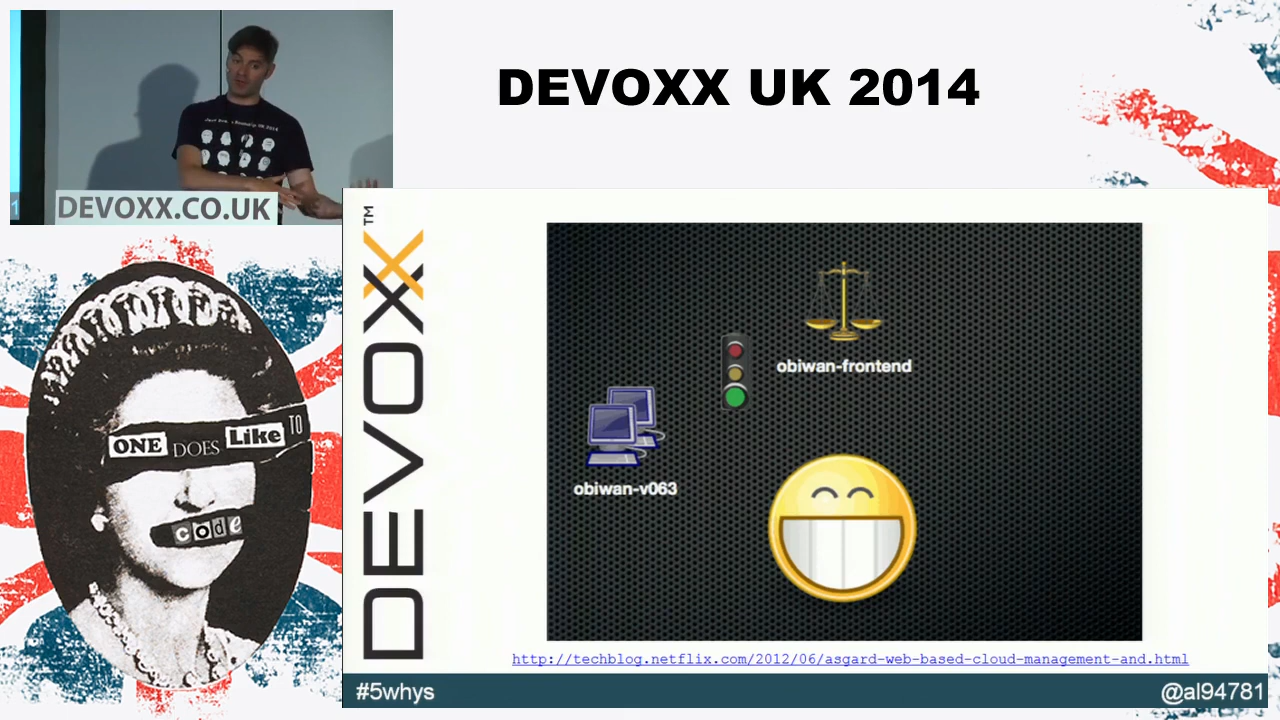 DEVOXX UK 2014
DEVOXX.CO.UK
DEVOXX™
ONE DOES Like TO
code
obiwan-frontend
obiwan-v063
http://techblog.netflix.com/2012/06/asgard-web-based-cloud-management-and.html
#5whys
@al94781